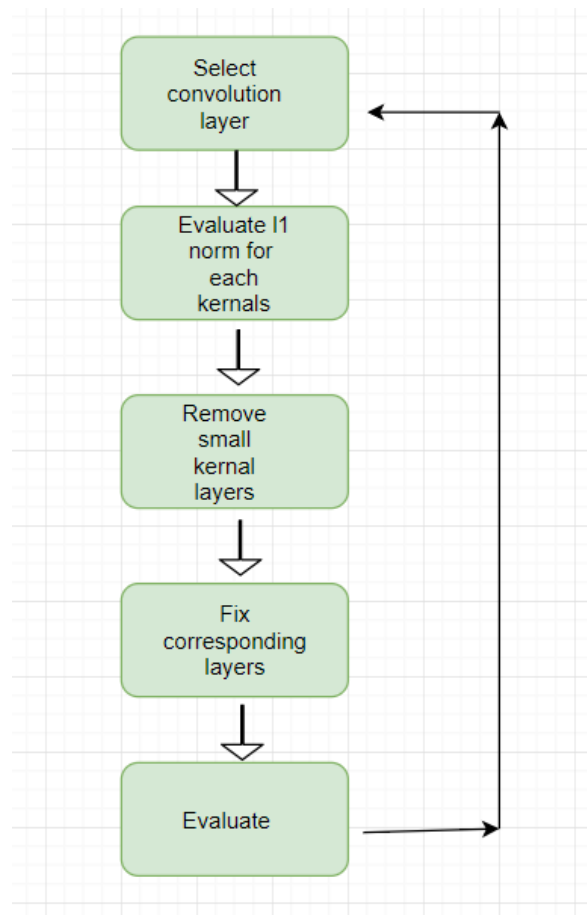 Select
convolution
layer
Evaluate l1
norm for
each
kernals
Remove
small
kernal
layers
Fix
corresponding
layers
Evaluate